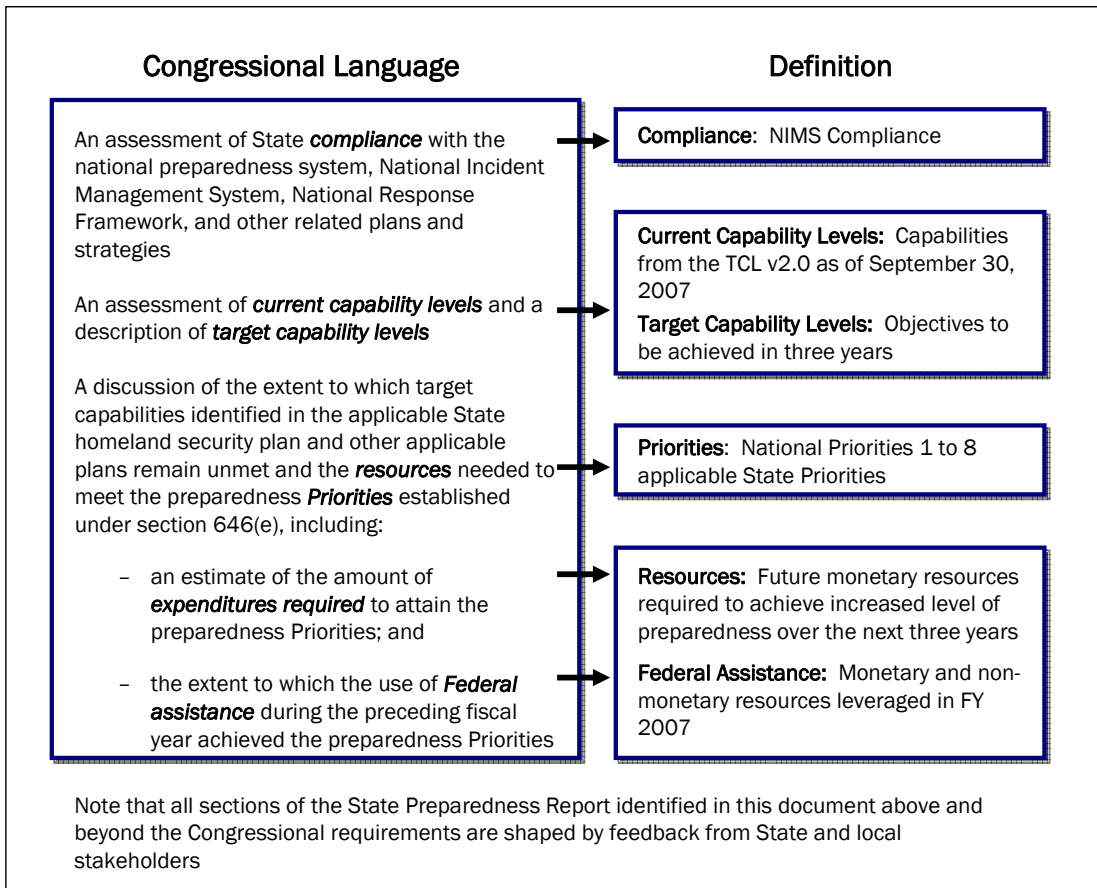 Congressional Language
An assessment of State compliance with the
national preparedness system, National Incident
Management System, National Response
Framework, and other related plans and
strategies
An assessment of current capability levels and a
description of target capability levels
A discussion of the extent to which target
capabilities identified in the applicable State
homeland security plan and other applicable
plans remain unmet and the resources needed to
meet the preparedness Priorities established
under section 646(e), including:
– an estimate of the amount of
expenditures required to attain the
preparedness Priorities; and
– the extent to which the use of Federal
assistance during the preceding fiscal
year achieved the preparedness Priorities
Definition
Compliance: NIMS Compliance
Current Capability Levels: Capabilities
from the TCL v2.0 as of September 30,
2007
Target Capability Levels: Objectives to
be achieved in three years
Priorities: National Priorities 1 to 8
applicable State Priorities
Resources: Future monetary resources
required to achieve increased level of
preparedness over the next three years
Federal Assistance: Monetary and non-
monetary resources leveraged in FY
2007
Note that all sections of the State Preparedness Report identified in this document above and
beyond the Congressional requirements are shaped by feedback from State and local
stakeholders